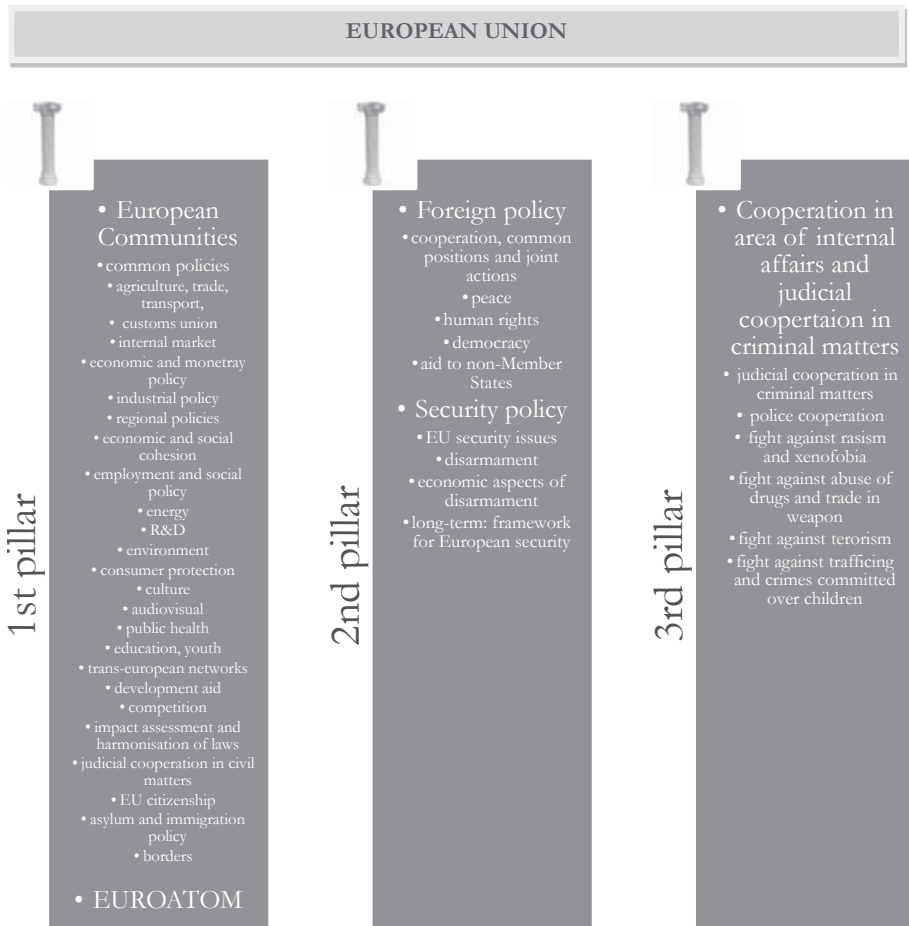 EUROPEAN UNION
1st pillar
• European
Communities
• common policies
• agriculture, trade,
transport,
• customs union
• internal market
• economic and monetray
policy
• industrial policy
• regional policies
• economic and social
cohesion
• employment and social
policy
• energy
• R&D
• environment
• consumer protection
• culture
• audiovisual
• public health
• education, youth
• trans-european networks
• development aid
• competition
• impact assessment and
harmonisation of laws
• judicial cooperation in civil
matters
• EU citizenship
• asylum and immigration
policy
• borders
• EUROATOM
2nd pillar
• Foreign policy
• cooperation, common
positions and joint
actions
• peace
• human rights
• democracy
• aid to non-Member
States
• Security policy
• EU security issues
• disarmament
• economic aspects of
disarmament
• long-term: framework
for European security
3rd pillar
• Cooperation in
area of internal
affairs and
judicial
coopertaion in
criminal matters
• judicial cooperation in
criminal matters
• police cooperation
• fight against rasism
and xenofobia
• fight against abuse of
drugs and trade in
weapon
• fight against terorism
• fight against trafficing
and crimes committed
over children